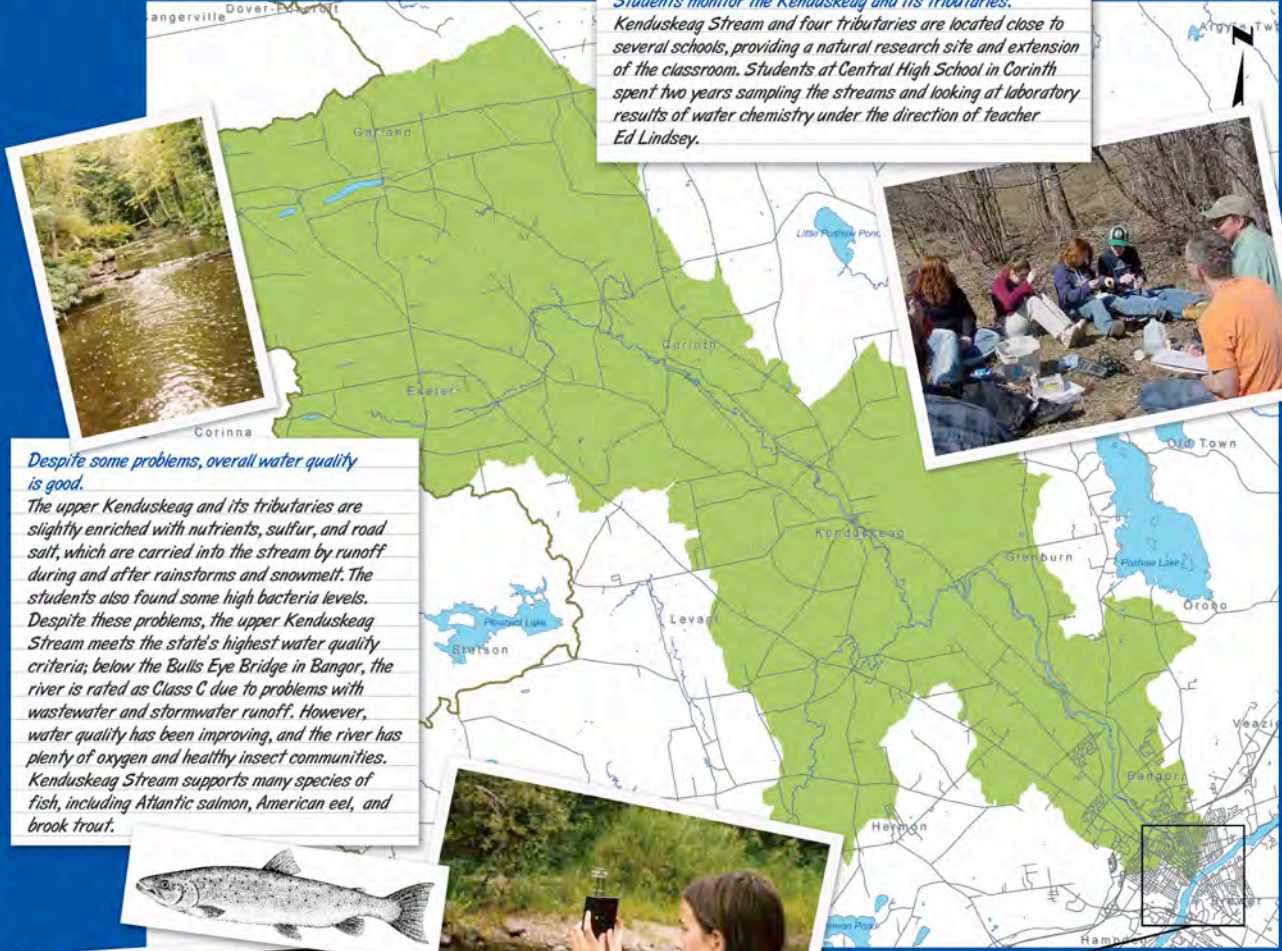 Dover-Foxcroft
Sangerville
Students monitor the Kenduskeag and its tributaries.
Kenduskeag Stream and four tributaries are located close to
several schools, providing a natural research site and extension
of the classroom. Students at Central High School in Corinth
spent two years sampling the streams and looking at laboratory
results of water chemistry under the direction of teacher
Ed Lindsey.
N
Garland
Little Pushaw Pond
Corinth
Exeter
Corinna
Old Town
Despite some problems, overall water quality
is good.
The upper Kenduskeag and its tributaries are
slightly enriched with nutrients, sulfur, and road
salt, which are carried into the stream by runoff
during and after rainstorms and snowmelt. The
students also found some high bacteria levels.
Despite these problems, the upper Kenduskeag
Stream meets the state's highest water quality
criteria; below the Bulls Eye Bridge in Bangor, the
river is rated as Class C due to problems with
wastewater and stormwater runoff. However,
water quality has been improving, and the river has
plenty of oxygen and healthy insect communities.
Kenduskeag Stream supports many species of
fish, including Atlantic salmon, American eel, and
brook trout.
Kenduskeag
Glenburn
Pushaw Lake
Orono
Levant
Stetson
Veazie
Bangor
Hermon
Brewer
Hermon Pond